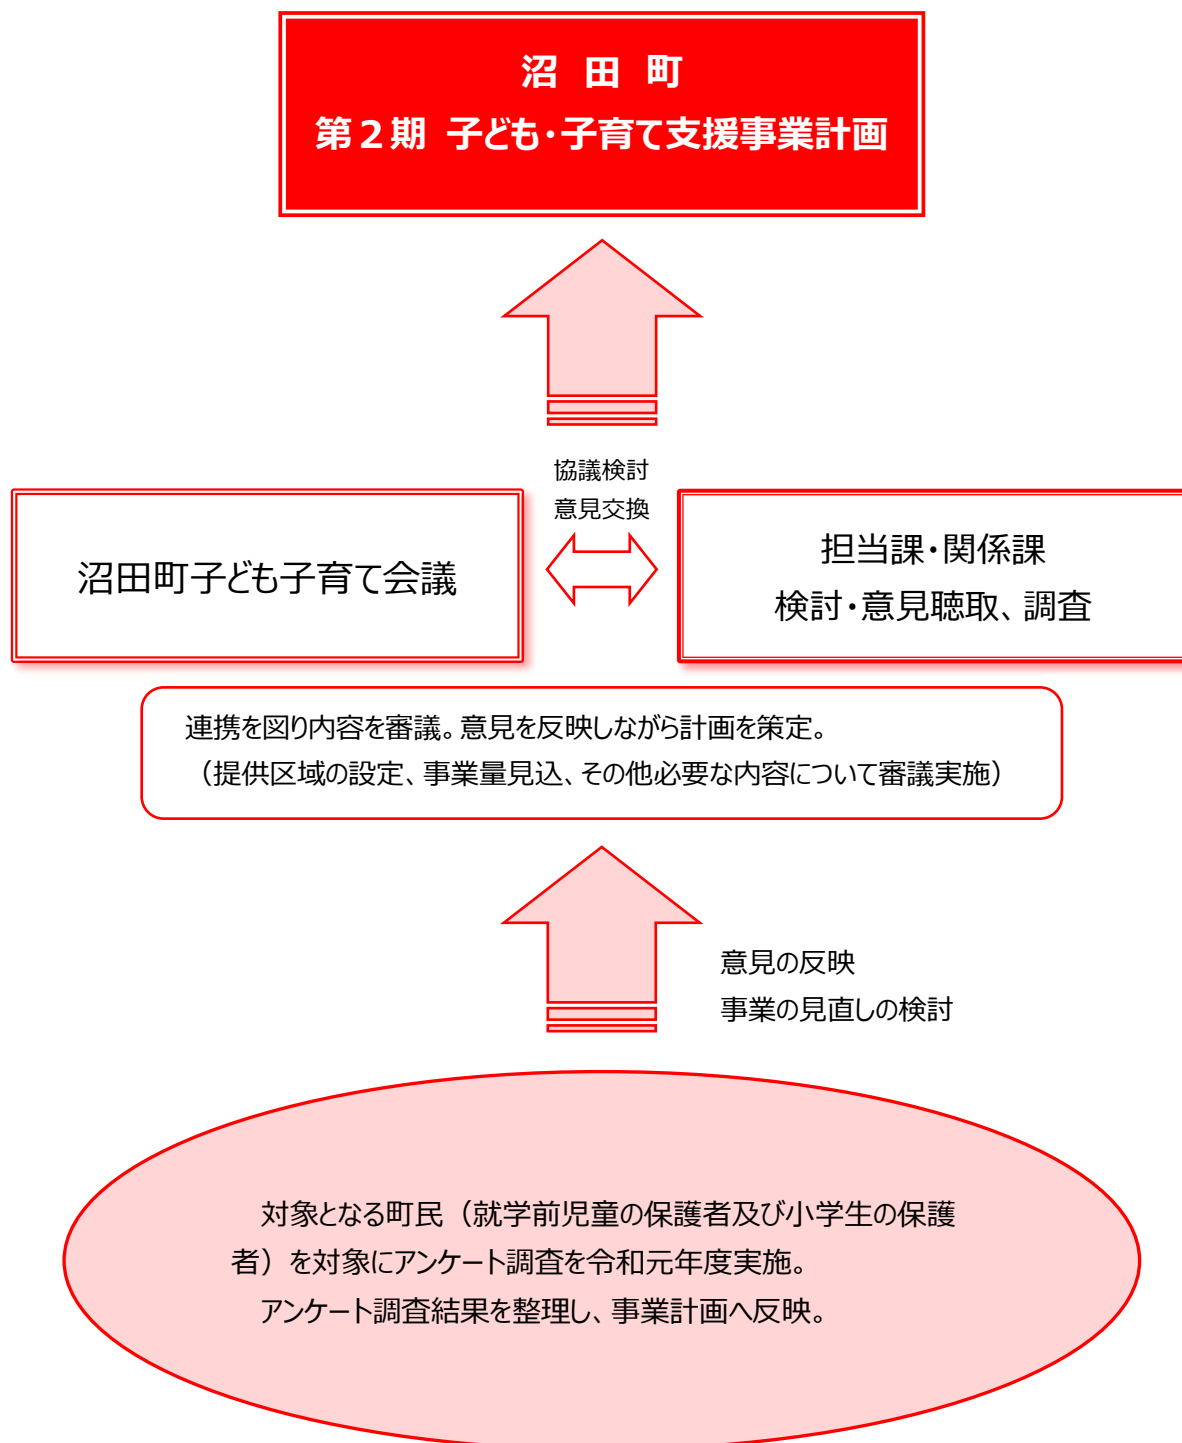 沼 田 町
第２期 子ども・子育て支援事業計画
協議検討
意見交換
沼田町子ども子育て会議
担当課・関係課
検討・意見聴取、調査
連携を図り内容を審議。意見を反映しながら計画を策定。
（提供区域の設定、事業量見込、その他必要な内容について審議実施）
意見の反映
事業の見直しの検討
対象となる町民（就学前児童の保護者及び小学生の保護
者）を対象にアンケート調査を令和元年度実施。
アンケート調査結果を整理し、事業計画へ反映。